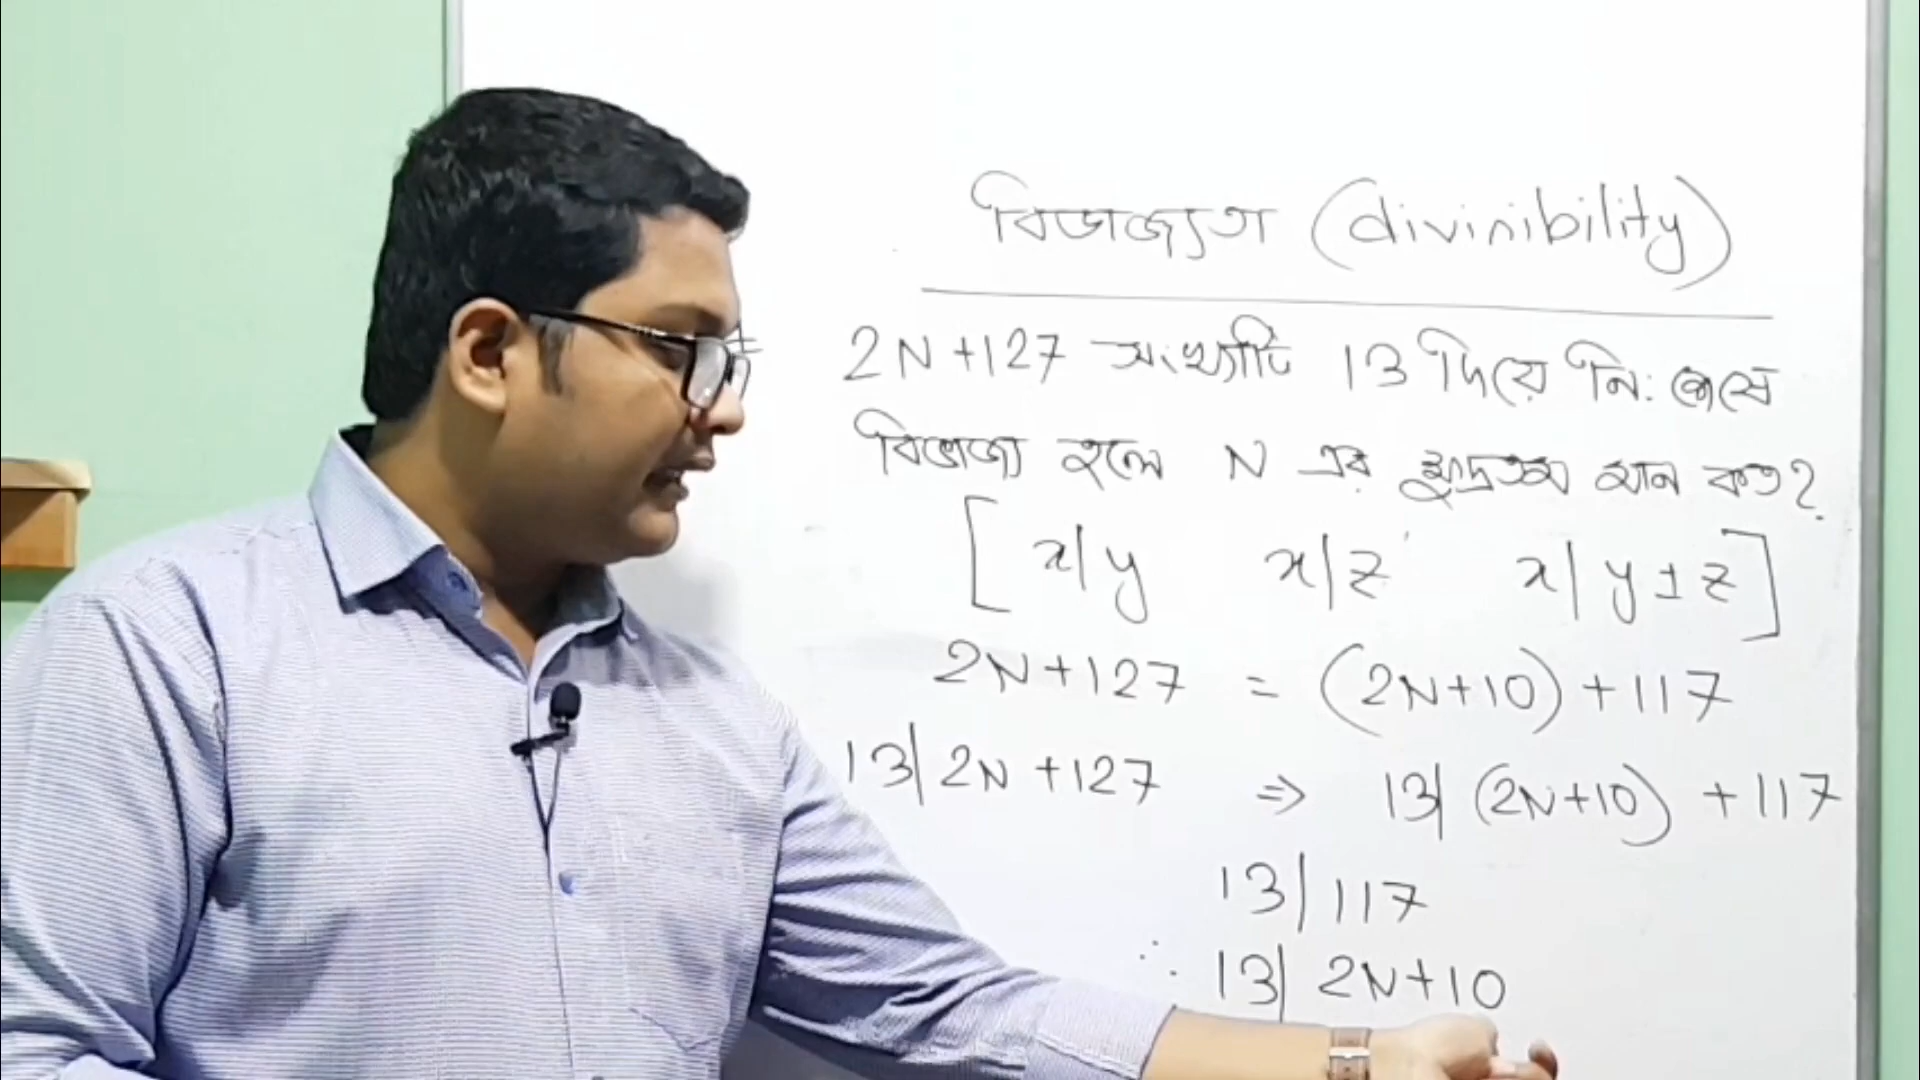 বিভাজ্যতা (divinibility)
2N+127 সংখ্যাটি 13 দিয়ে নি:শেষে
বিভাজ্য হলে N এর ক্ষুদ্রতম মান কত?
[x|y x|z x|y±z]
2N+127 = (2N+10)+117
13|2N+127 ⇒ 13|(2N+10)+117
13|117
∴ 13|2N+10